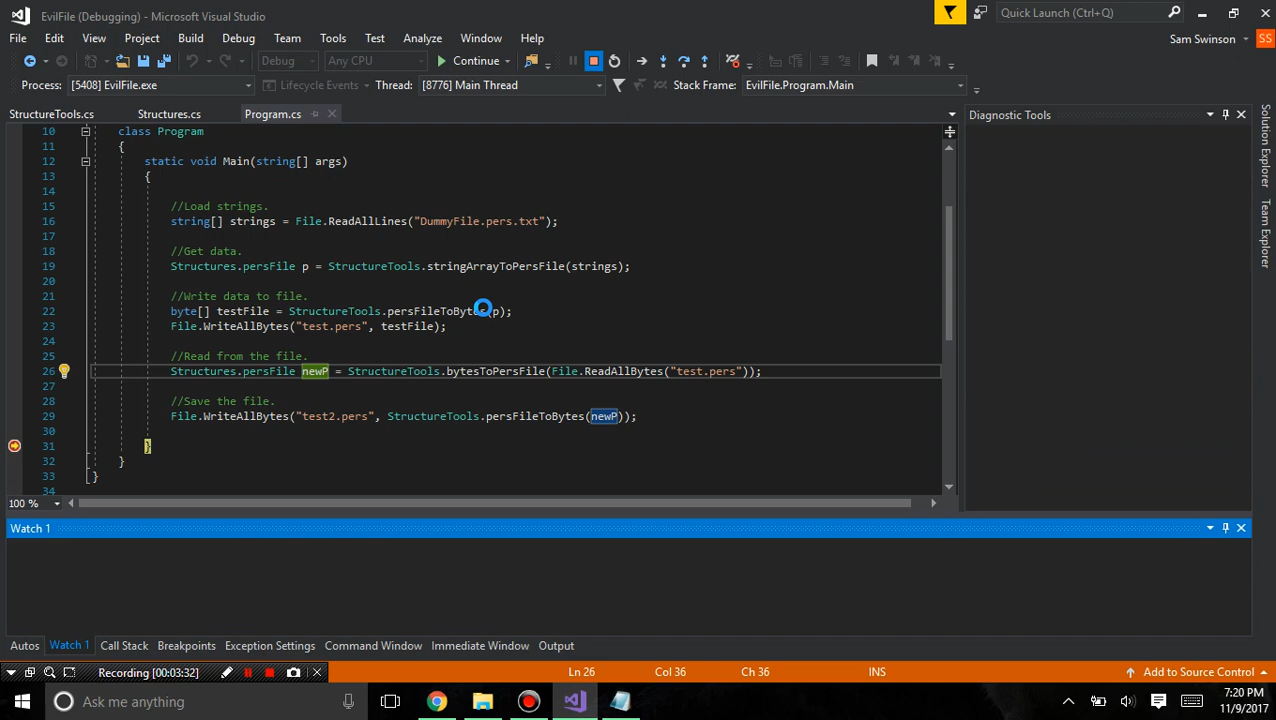 EvilFile (Debugging) - Microsoft Visual Studio
Quick Launch (Ctrl+Q)
File Edit View Project Build Debug Team Tools Test Analyze Window Help
Sam Swinson SS
Debug Any CPU Continue
Process: [5408] EvilFile.exe Lifecycle Events Thread: [8776] Main Thread Stack Frame: EvilFile.Program.Main
StructureTools.cs Structures.cs Program.cs
Diagnostic Tools
10 class Program
11 {
12 static void Main(string[] args)
13 {
14
15 //Load strings.
16 string[] strings = File.ReadAllLines("DummyFile.pers.txt");
17
18 //Get data.
19 Structures.persFile p = StructureTools.stringArrayToPersFile(strings);
20
21 //Write data to file.
22 byte[] testFile = StructureTools.persFileToBytes(p);
23 File.WriteAllBytes("test.pers", testFile);
24
25 //Read from the file.
26 Structures.persFile newP = StructureTools.bytesToPersFile(File.ReadAllBytes("test.pers"));
27
28 //Save the file.
29 File.WriteAllBytes("test2.pers", StructureTools.persFileToBytes(newP));
30
31 }
32 }
33 }
34
100 %
Solution Explorer
Team Explorer
Watch 1
Autos Watch 1 Call Stack Breakpoints Exception Settings Command Window Immediate Window Output
Recording [00:03:32]
Ln 26 Col 36 Ch 36 INS
Add to Source Control
Ask me anything
7:20 PM
11/9/2017